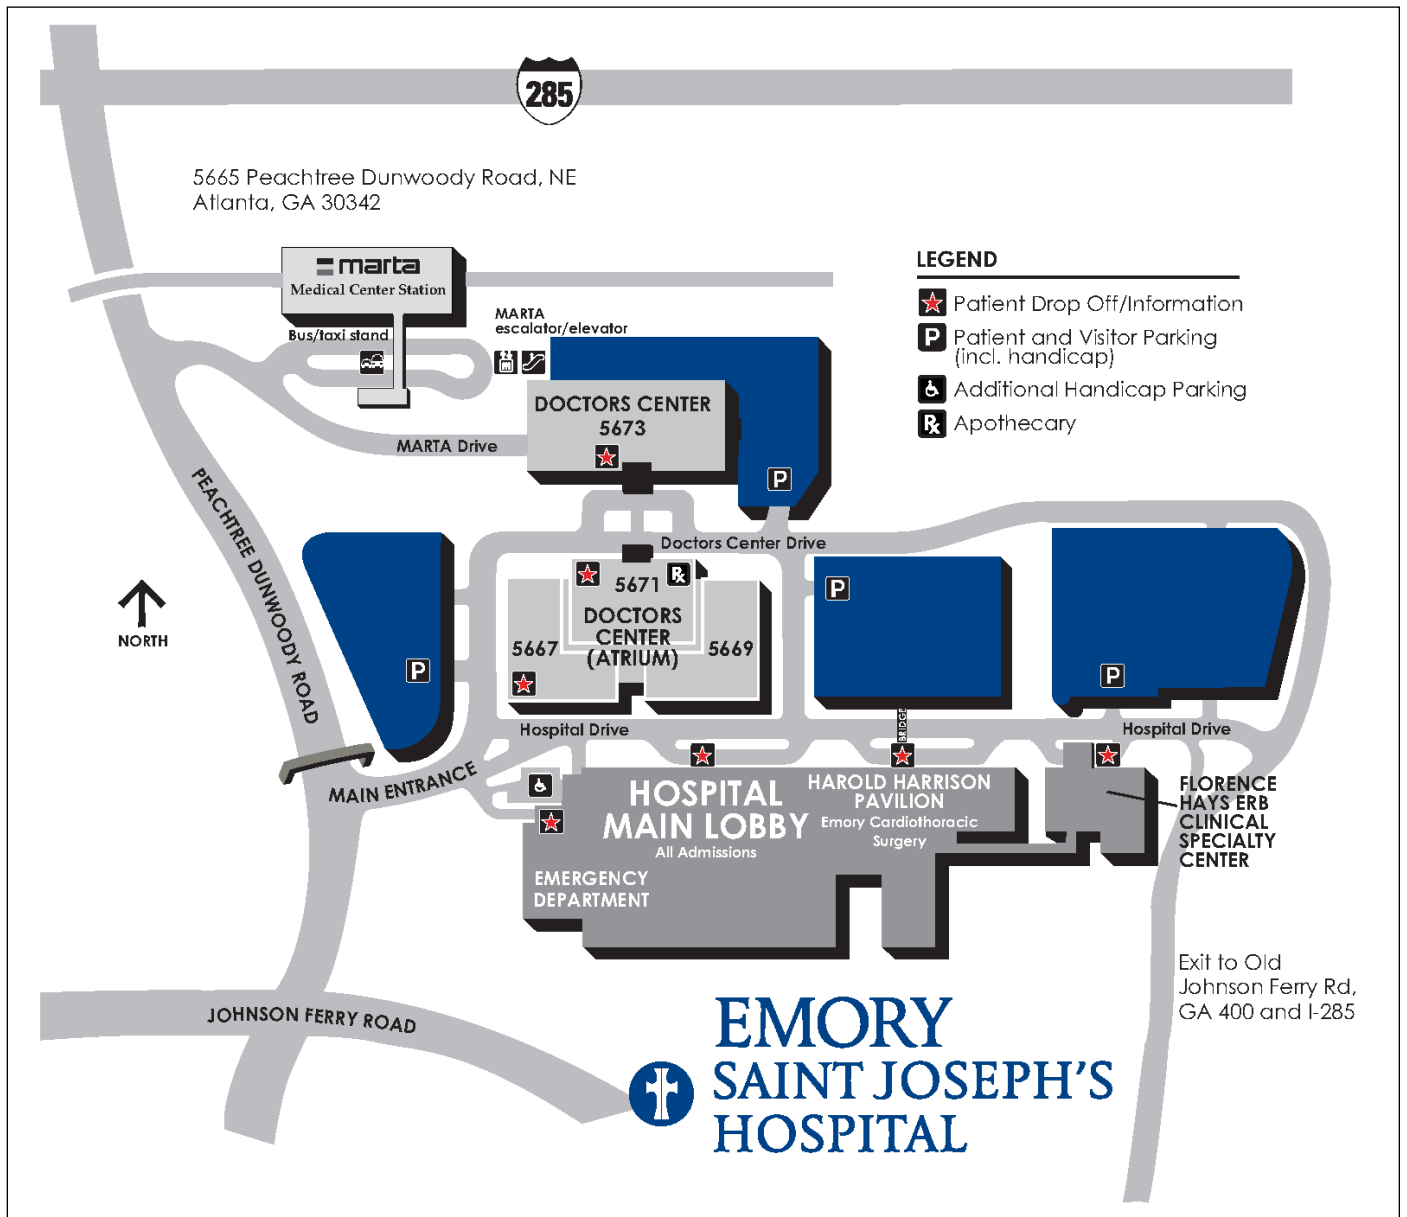 285
5665 Peachtree Dunwoody Road, NE
Atlanta, GA 30342
marta
Medical Center Station
Bus/taxi stand
MARTA
escalator/elevator
LEGEND
Patient Drop Off/Information
P Patient and Visitor Parking
(incl. handicap)
Additional Handicap Parking
Rx Apothecary
DOCTORS CENTER
5673
MARTA Drive
P
PEACHTREE DUNWOODY ROAD
Doctors Center Drive
5671
Rx
DOCTORS
CENTER
(ATRIUM)
5667
5669
P
P
P
NORTH
Hospital Drive
BRIDGE
Hospital Drive
MAIN ENTRANCE
HOSPITAL
MAIN LOBBY
All Admissions
HAROLD HARRISON
PAVILION
Emory Cardiothoracic
Surgery
FLORENCE
HAYS ERB
CLINICAL
SPECIALTY
CENTER
EMERGENCY
DEPARTMENT
Exit to Old
Johnson Ferry Rd,
GA 400 and I-285
JOHNSON FERRY ROAD
EMORY
SAINT JOSEPH'S
HOSPITAL